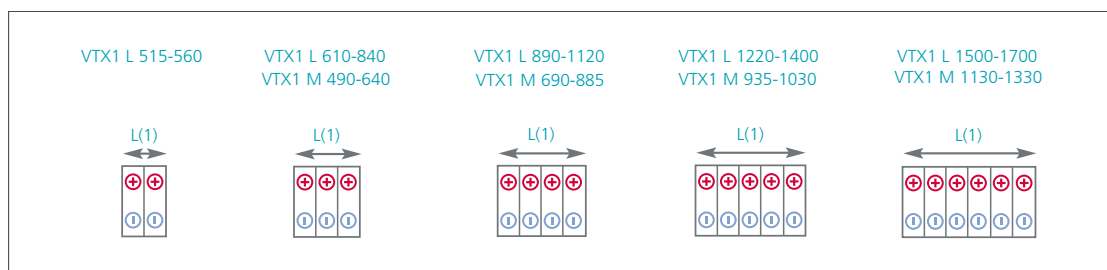 VTX1 L 515-560
VTX1 L 610-840
VTX1 M 490-640
VTX1 L 890-1120
VTX1 M 690-885
VTX1 L 1220-1400
VTX1 M 935-1030
VTX1 L 1500-1700
VTX1 M 1130-1330
L(1)
L(1)
L(1)
L(1)
L(1)